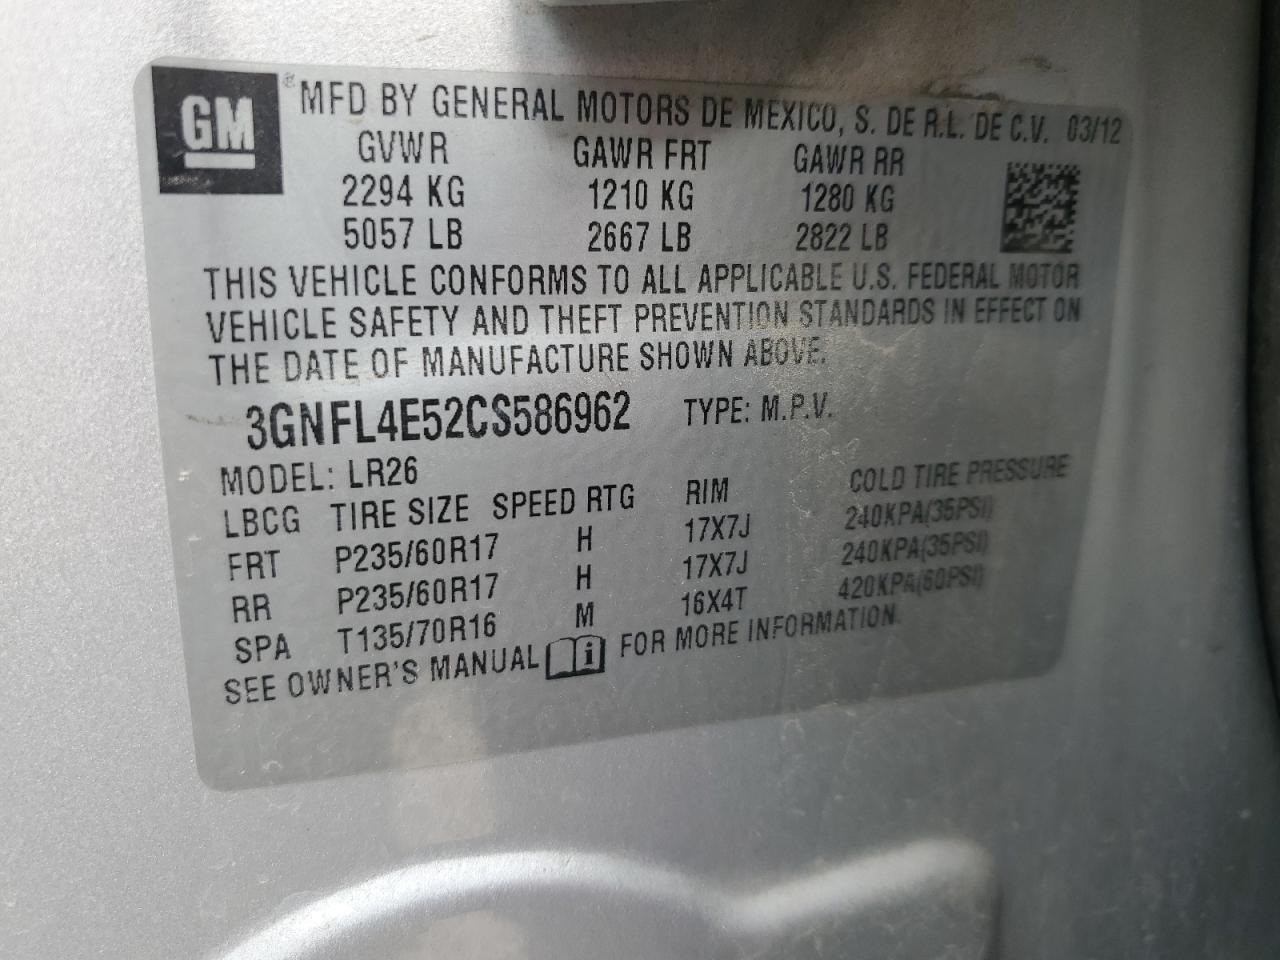 GM ® MFD BY GENERAL MOTORS DE MEXICO, S. DE R.L. DE C.V. 03/12
GVWR GAWR FRT GAWR RR
2294 KG 1210 KG 1280 KG
5057 LB 2667 LB 2822 LB
THIS VEHICLE CONFORMS TO ALL APPLICABLE U.S. FEDERAL MOTOR
VEHICLE SAFETY AND THEFT PREVENTION STANDARDS IN EFFECT ON
THE DATE OF MANUFACTURE SHOWN ABOVE.
3GNFL4E52CS586962 TYPE: M.P.V.
MODEL: LR26
LBCG TIRE SIZE SPEED RTG RIM COLD TIRE PRESSURE
FRT P235/60R17 H 17X7J 240KPA(35PSI)
RR P235/60R17 H 17X7J 240KPA(35PSI)
SPA T135/70R16 M 16X4T 420KPA(60PSI)
SEE OWNER'S MANUAL i FOR MORE INFORMATION.